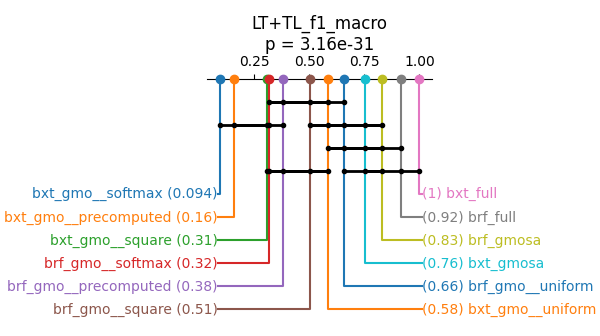 LT+TL_f1_macro
p = 3.16e-31
0.25 0.50 0.75 1.00
bxt_gmo__softmax (0.094) (1) bxt_full
bxt_gmo__precomputed (0.16) (0.92) brf_full
bxt_gmo__square (0.31) (0.83) brf_gmosa
brf_gmo__softmax (0.32) (0.76) bxt_gmosa
brf_gmo__precomputed (0.38) (0.66) brf_gmo__uniform
brf_gmo__square (0.51) (0.58) bxt_gmo__uniform